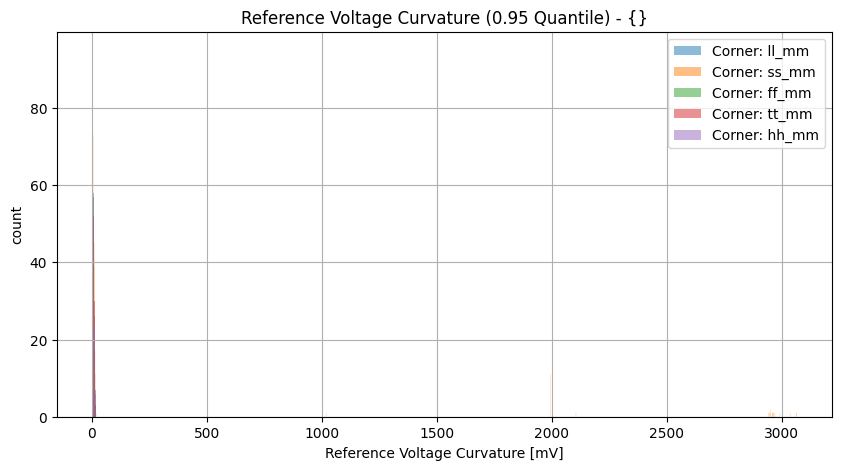 Reference Voltage Curvature (0.95 Quantile) - {}
Corner: ll_mm
Corner: ss_mm
Corner: ff_mm
Corner: tt_mm
Corner: hh_mm
count
80
60
40
20
0
0 500 1000 1500 2000 2500 3000
Reference Voltage Curvature [mV]